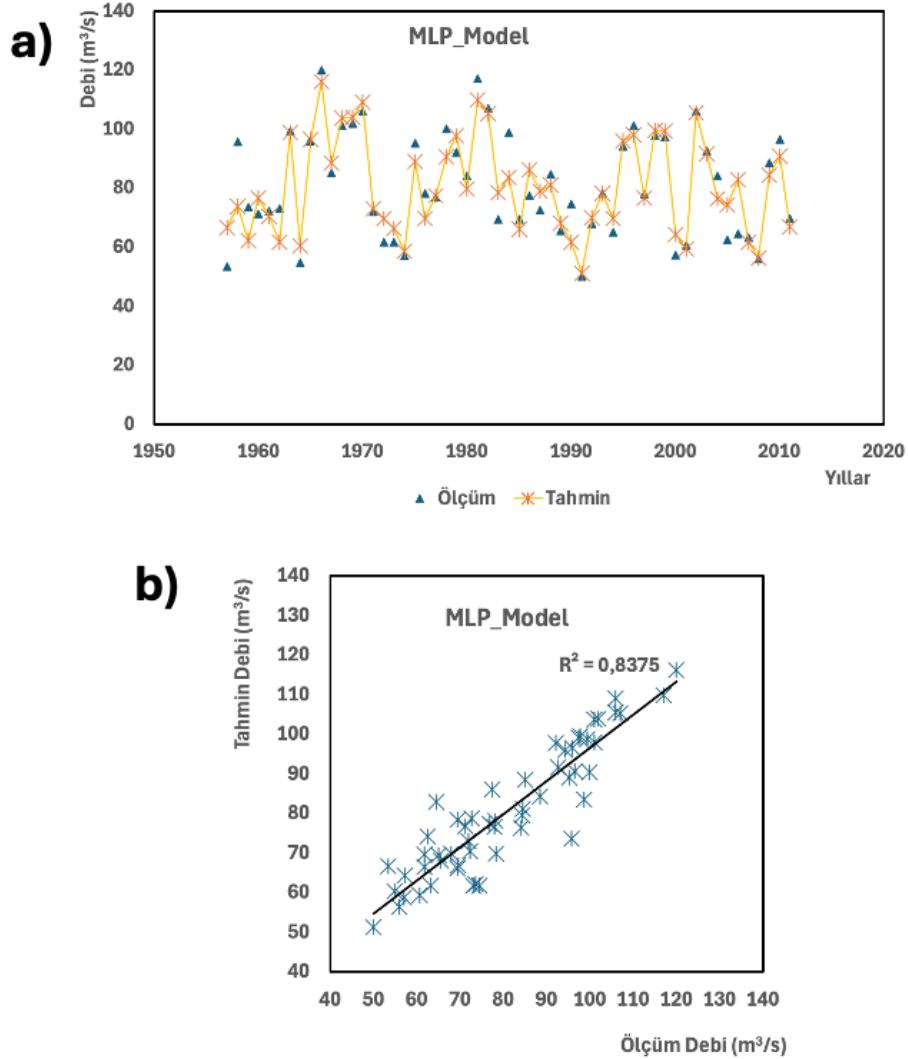 a)
Debi (m³/s)
MLP_Model
140
120
100
80
60
40
20
0
1950 1960 1970 1980 1990 2000 2010 2020
Yıllar
Ölçüm Tahmin
b)
Tahmin Debi (m³/s)
MLP_Model
R² = 0,8375
140
130
120
110
100
90
80
70
60
50
40
40 50 60 70 80 90 100 110 120 130 140
Ölçüm Debi (m³/s)